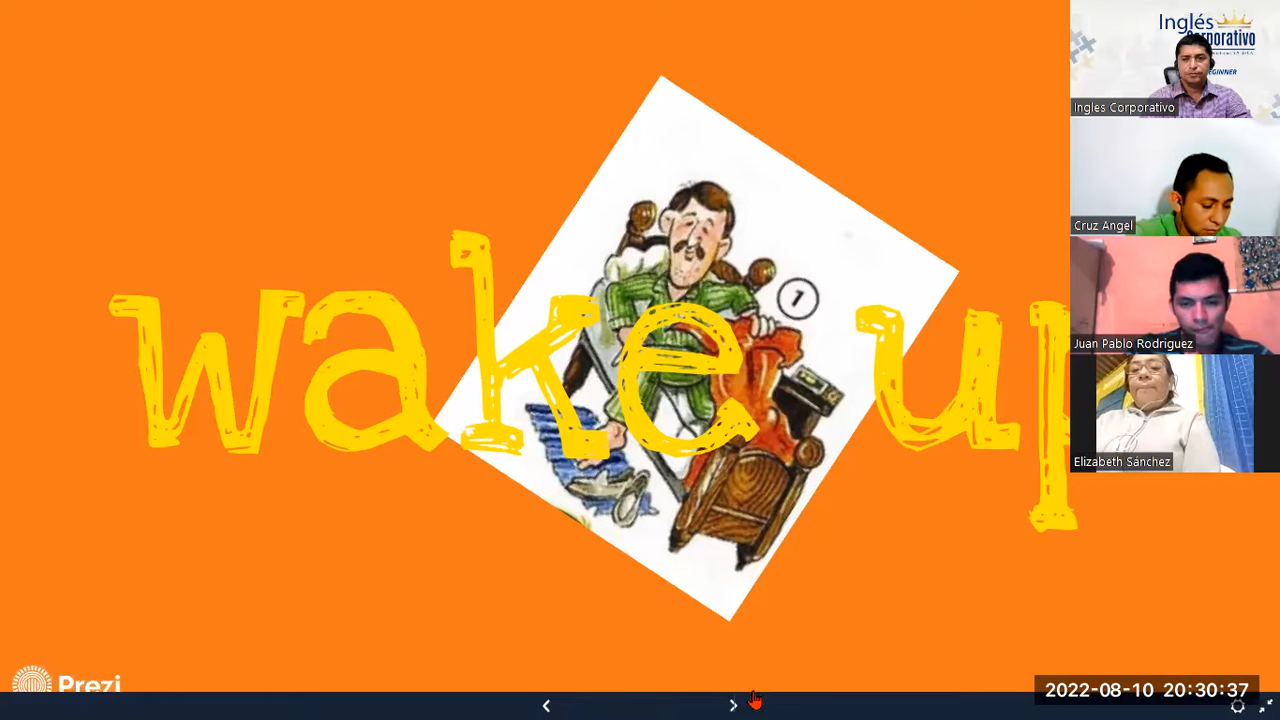 wake up
1
Inglés
Corporativo
BEGINNER
Ingles Corporativo
Cruz Angel
Juan Pablo Rodriguez
Elizabeth Sánchez
Prezi
2022-08-10 20:30:37